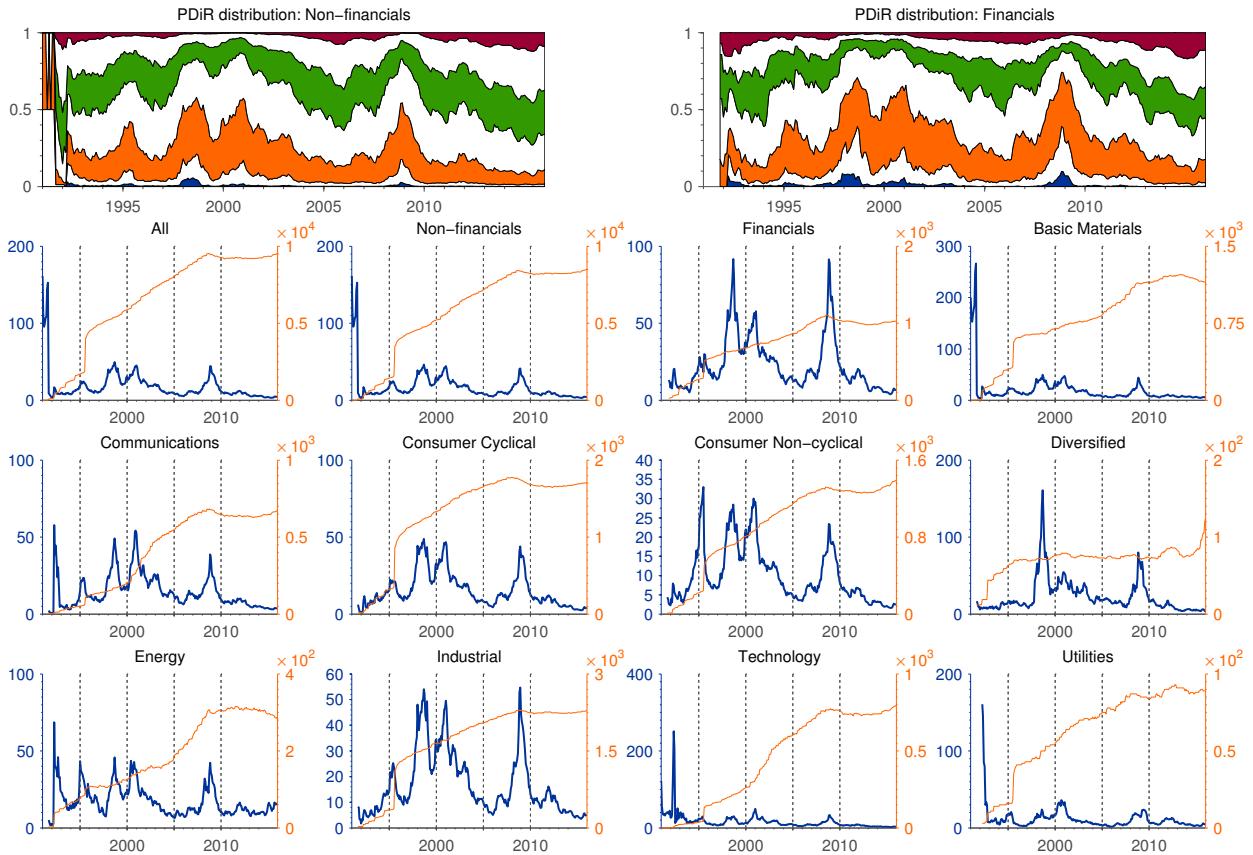 PDiR distribution: Non−financials PDiR distribution: Financials
1 1
0.5 0.5
0 0
1995 2000 2005 2010 1995 2000 2005 2010
All Non−financials Financials Basic Materials
× 10^4 × 10^4 × 10^3 × 10^3
200 1 200 1 100 2 300 1.5
100 0.5 100 0.5 50 1 200 0.75
100
0 0 0 0 0 0 0 0
2000 2010 2000 2010 2000 2010 2000 2010
Communications Consumer Cyclical Consumer Non−cyclical Diversified
× 10^3 × 10^3 × 10^3 × 10^2
100 1 100 2 40 1.6 200 2
35
30
25
50 0.5 50 1 20 0.8 100 1
15
10
5
0 0 0 0 0 0 0 0
2000 2010 2000 2010 2000 2010 2000 2010
Energy Industrial Technology Utilities
× 10^2 × 10^3 × 10^3 × 10^2
100 4 60 3 400 1 200 1
50
40
50 2 30 1.5 200 0.5 100 0.5
20
10
0 0 0 0 0 0 0 0
2000 2010 2000 2010 2000 2010 2000 2010